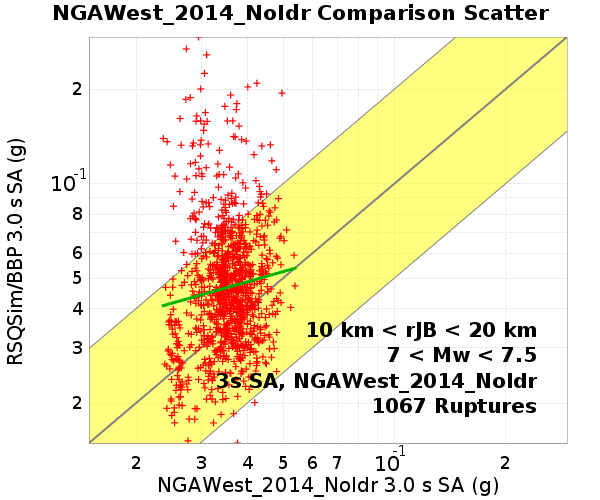 NGAWest_2014_NoIdr Comparison Scatter
RSQSim/BBP 3.0 s SA (g)
2
10-1
8
6
5
4
3
2
10 km < rJB < 20 km
7 < Mw < 7.5
3s SA, NGAWest_2014_NoIdr
1067 Ruptures
2 3 4 5 6 7 10-1 2
NGAWest_2014_NoIdr 3.0 s SA (g)